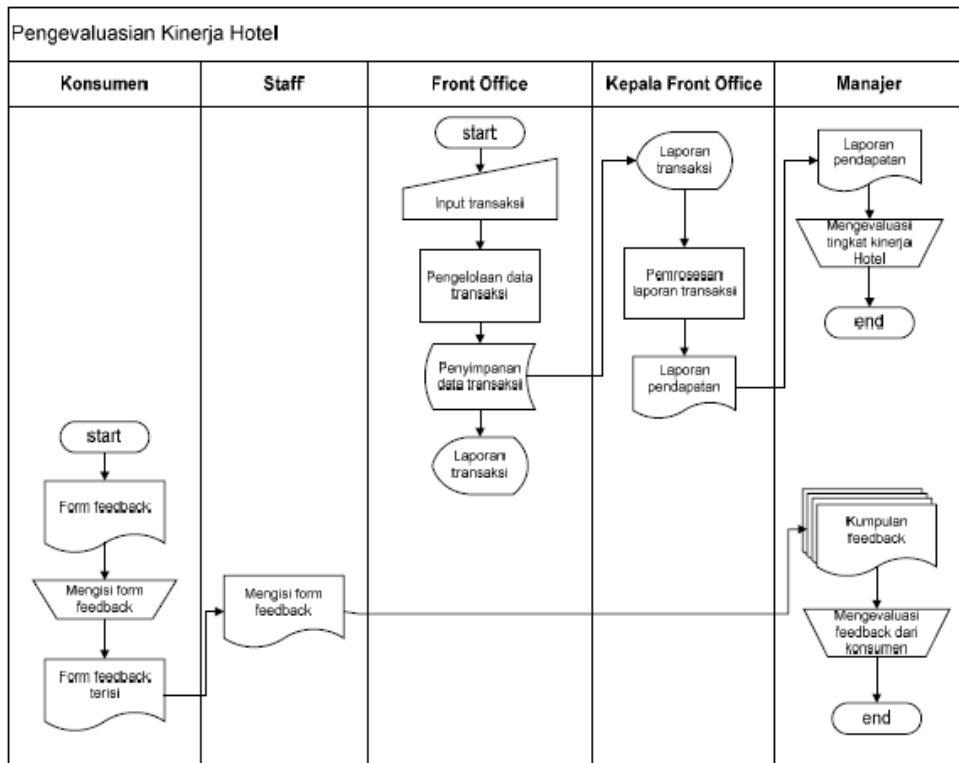 Pengevaluasian Kinerja Hotel
Konsumen
Staff
Front Office
Kepala Front Office
Manajer
start
Input transaksi
Pengelolaan data
transaksi
Penyimpanan
data transaksi
Laporan
transaksi
Laporan
transaksi
Pemrosesan
laporan transaksi
Laporan
pendapatan
Laporan
pendapatan
Mengevaluasi
tingkat kinerja
Hotel
end
start
Form feedback
Mengisi form
feedback
Form feedback
terisi
Mengisi form
feedback
Kumpulan
feedback
Mengevaluasi
feedback dari
konsumen
end